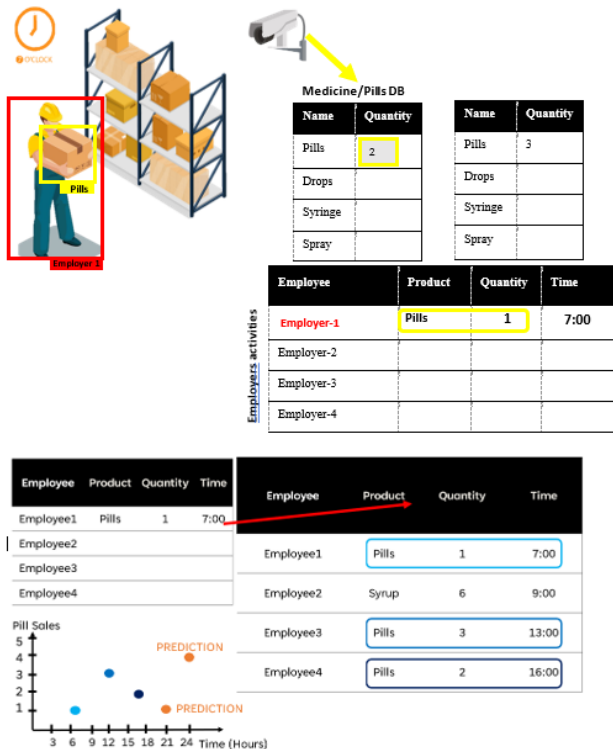 7 O'CLOCK
Pills
Employer 1
Medicine/Pills DB
Name Quantity
Pills 2
Drops
Syringe
Spray
Name Quantity
Pills 3
Drops
Syringe
Spray
Employers activities
Employee Product Quantity Time
Employer-1 Pills 1 7:00
Employer-2
Employer-3
Employer-4
Employee Product Quantity Time
Employee1 Pills 1 7:00
Employee2
Employee3
Employee4
Employee Product Quantity Time
Employee1 Pills 1 7:00
Employee2 Syrup 6 9:00
Employee3 Pills 3 13:00
Employee4 Pills 2 16:00
Pill Sales
5
4
3
2
1
PREDICTION
PREDICTION
3 6 9 12 15 18 21 24 Time (Hours)